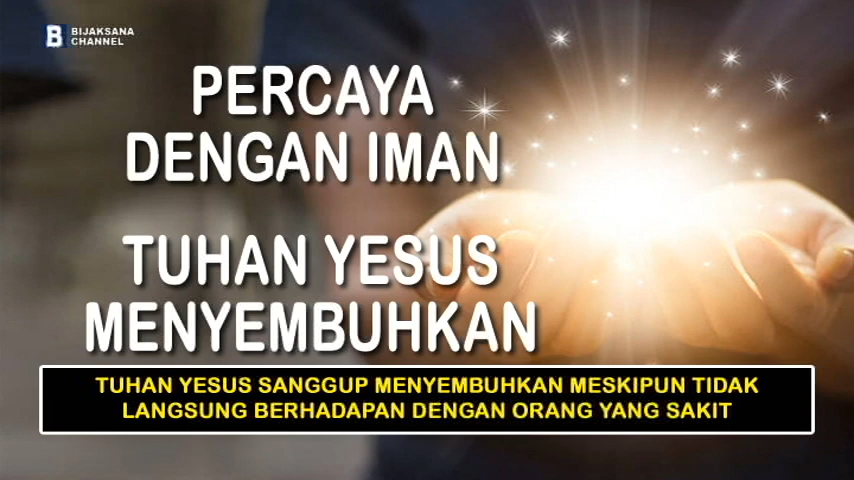 BIJAKSANA
CHANNEL
PERCAYA
DENGAN IMAN
TUHAN YESUS
MENYEMBUHKAN
TUHAN YESUS SANGGUP MENYEMBUHKAN MESKIPUN TIDAK
LANGSUNG BERHADAPAN DENGAN ORANG YANG SAKIT